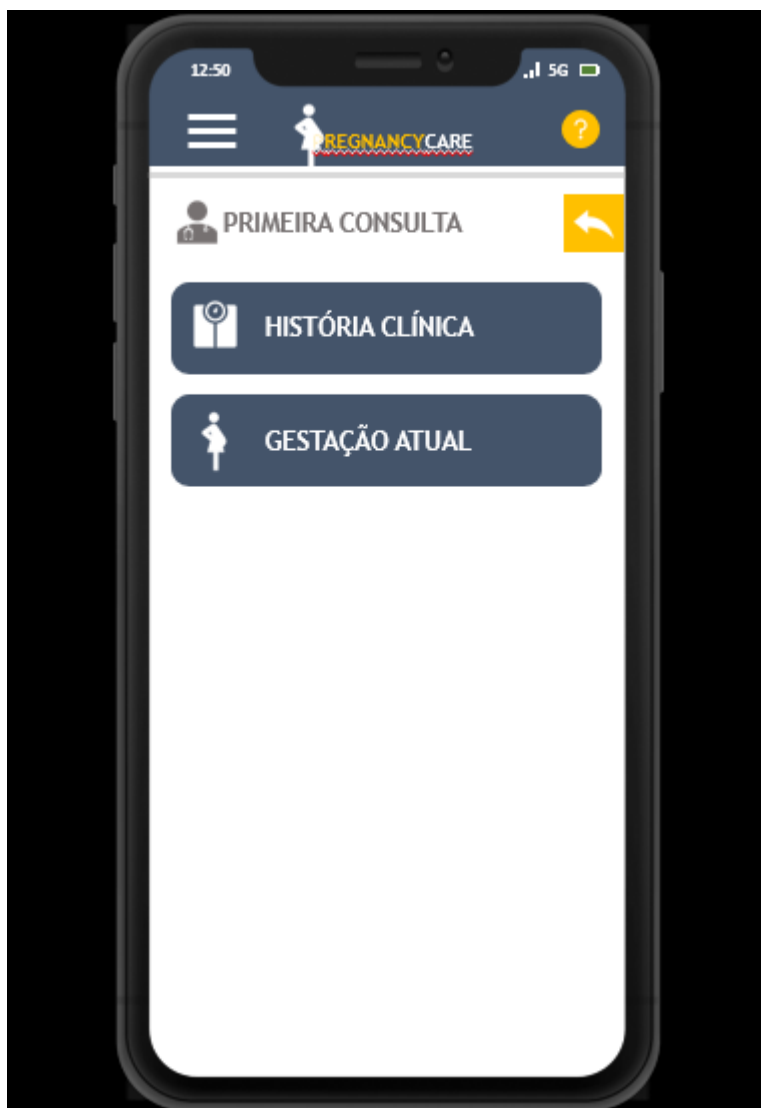 12:50 5G
PREGNANCYCARE
?
PRIMEIRA CONSULTA
HISTÓRIA CLÍNICA
GESTAÇÃO ATUAL